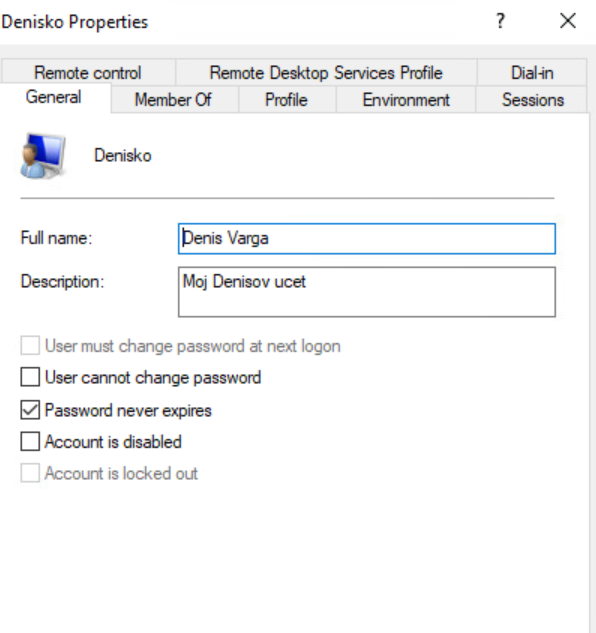 Denisko Properties
?
Remote control
Remote Desktop Services Profile
Dial-in
General
Member Of
Profile
Environment
Sessions
Denisko
Full name:
Denis Varga
Description:
Moj Denisov ucet
User must change password at next logon
User cannot change password
Password never expires
Account is disabled
Account is locked out